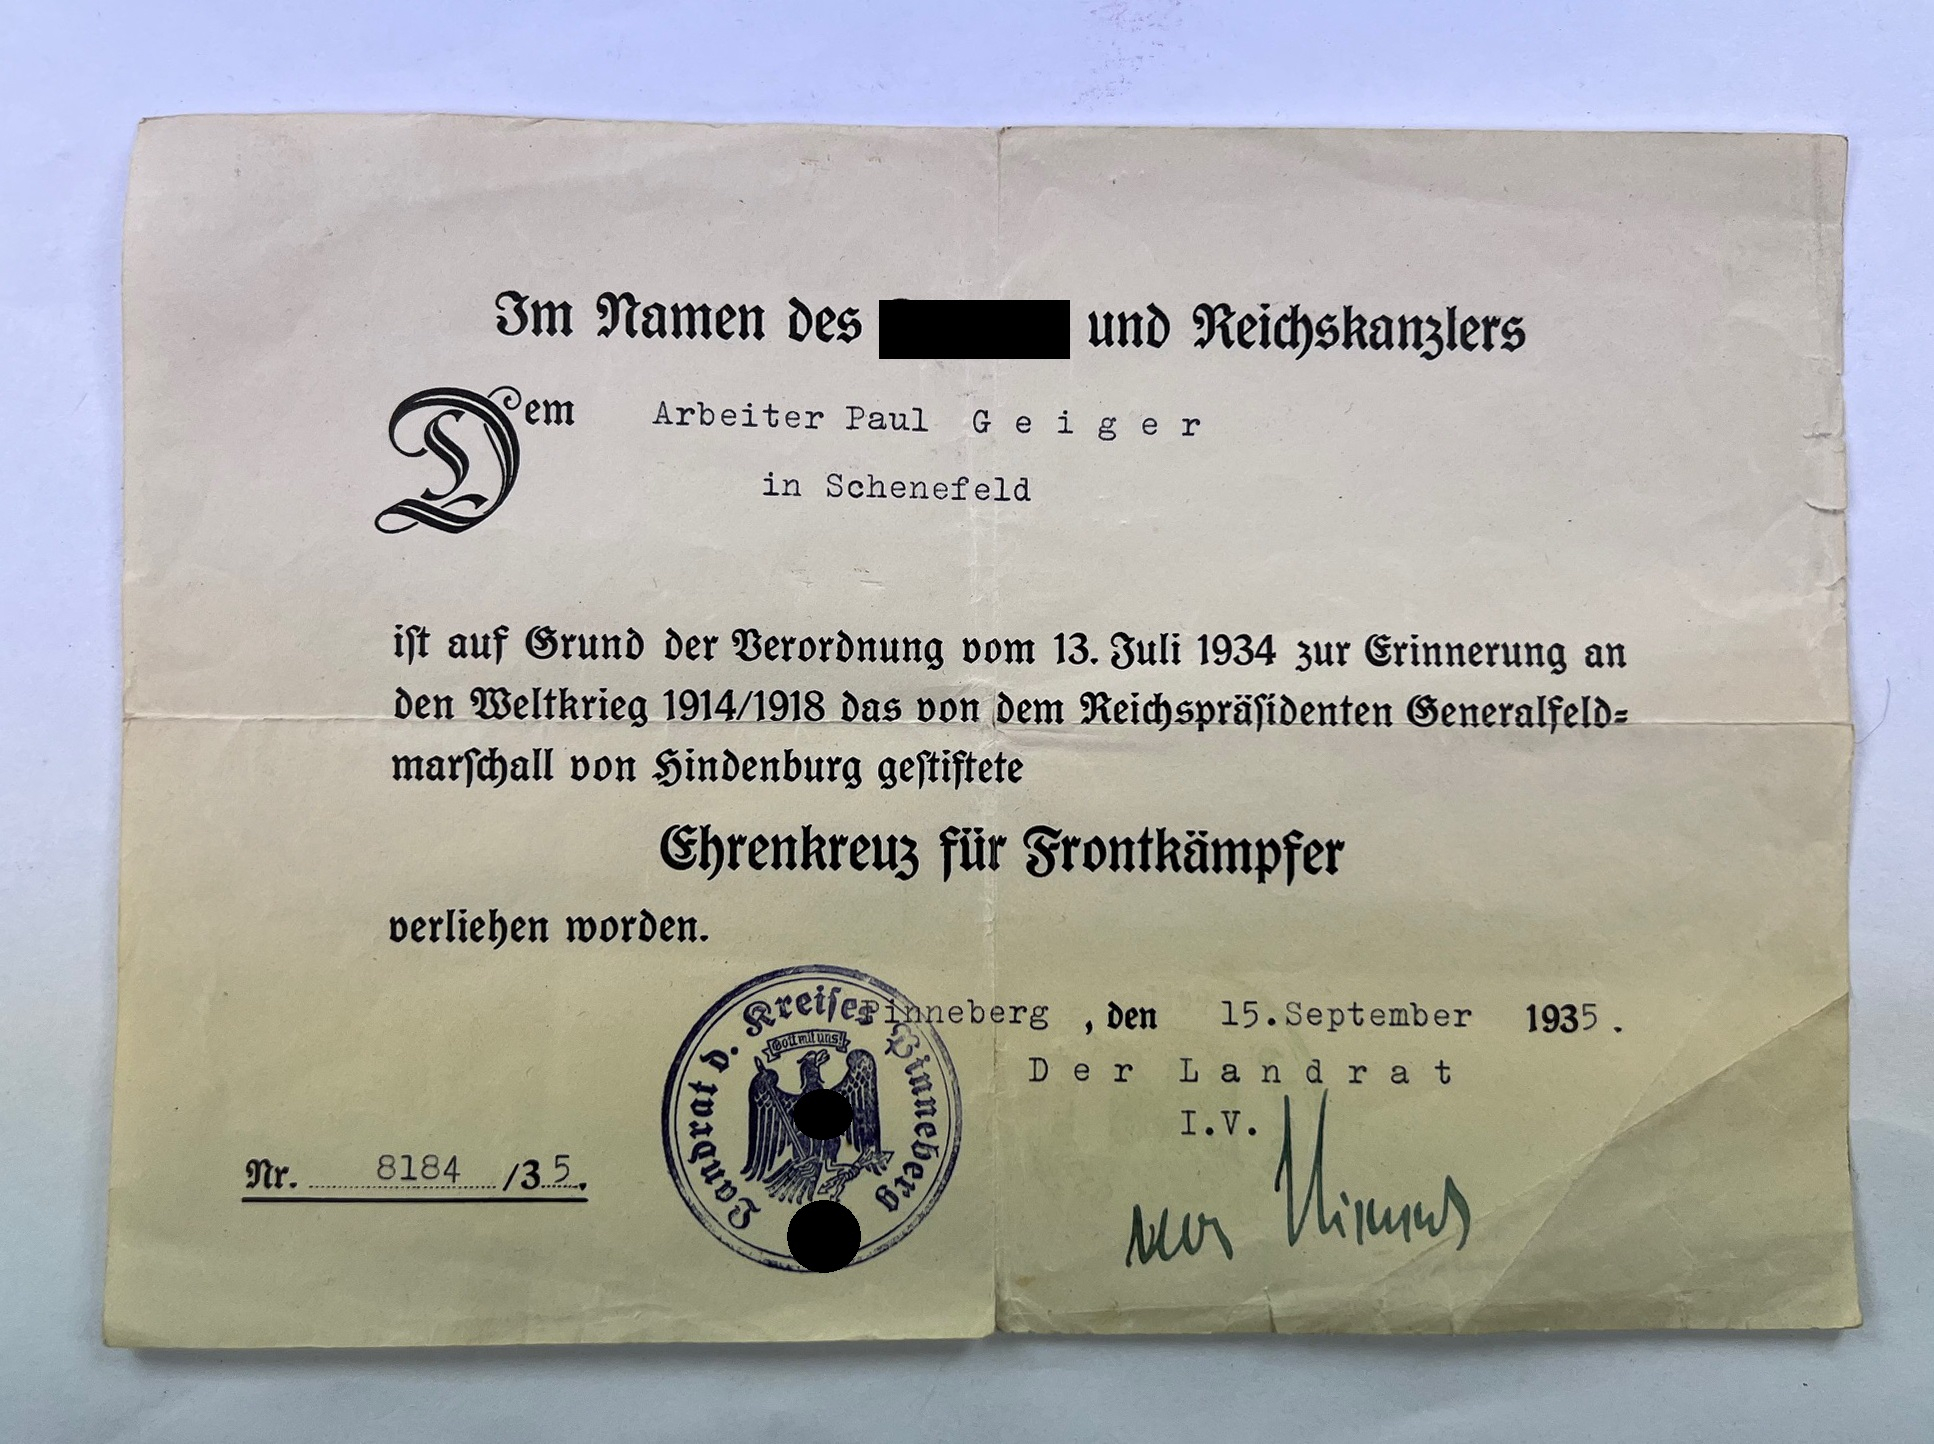 Im Namen des und Reichskanzlers
Dem Arbeiter Paul Geiger
in Schenefeld
ist auf Grund der Verordnung vom 13. Juli 1934 zur Erinnerung an
den Weltkrieg 1914/1918 das von dem Reichspräsidenten Generalfeld=
marschall von Hindenburg gestiftete
Ehrenkreuz für Frontkämpfer
verliehen worden.
Pinneberg, den 15.September 1935.
Der Landrat
I.V.
Nr. 8184 /35.
Landrat d. Kreises Pinneberg
Gott mit uns!